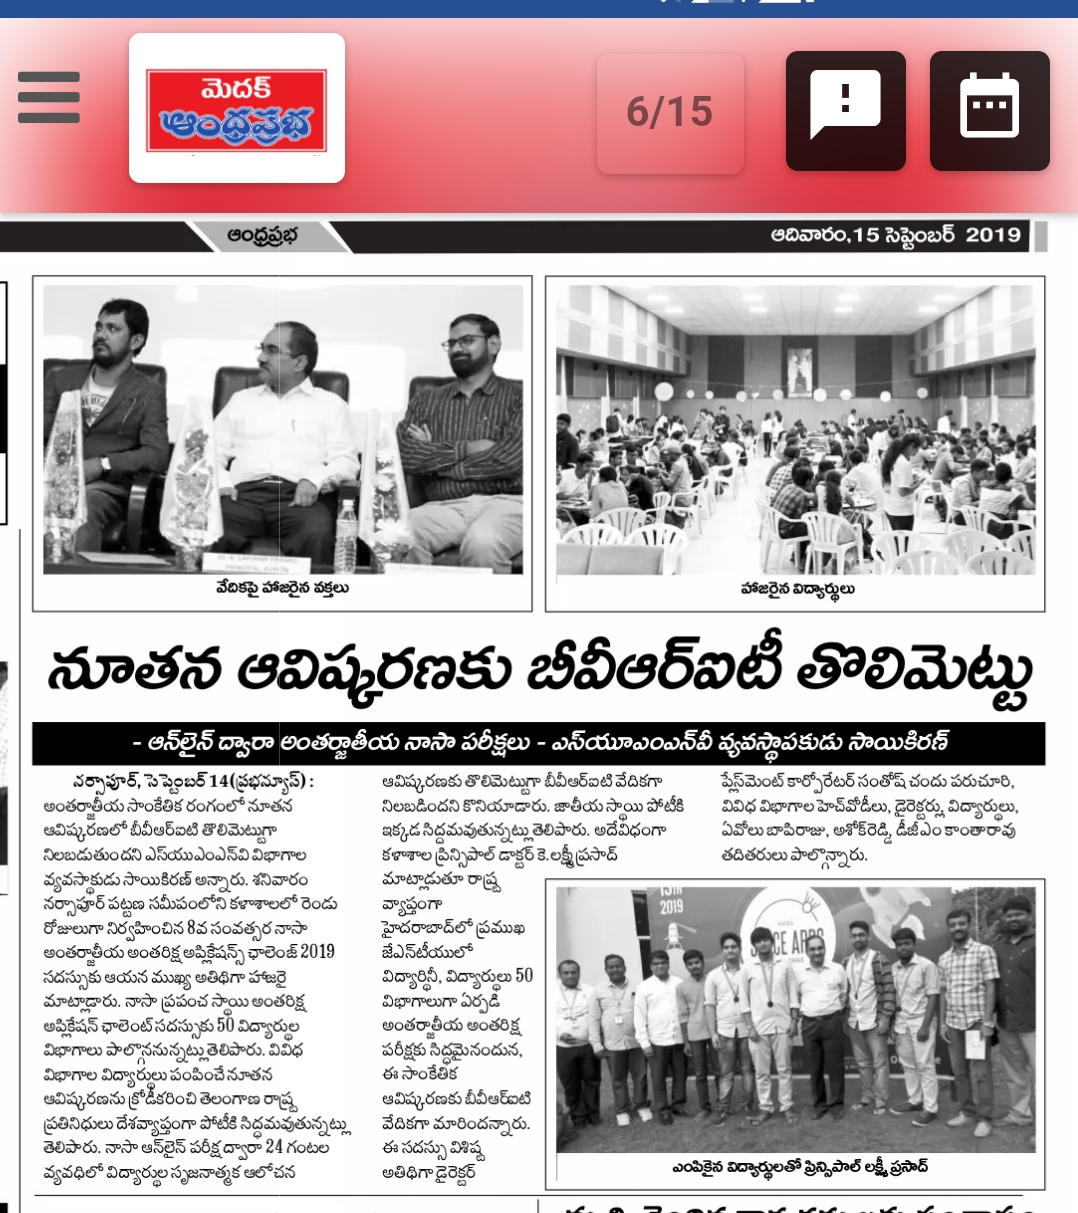 మెదక్
ఆంధ్రప్రభ
6/15
ఆంధ్రప్రభ
ఆదివారం,15 సెప్టెంబర్ 2019
వేదికపై హాజరైన వక్తలు
హాజరైన విద్యార్థులు
నూతన ఆవిష్కరణకు బీవీఆర్ఐటీ తొలిమెట్టు
- ఆన్‌లైన్ ద్వారా అంతర్జాతీయ నాసా పరీక్షలు - ఎస్‌యూఎంఎన్‌వీ వ్యవస్థాపకుడు సాయికిరణ్
నర్సాపూర్, సెప్టెంబర్ 14(ప్రభన్యూస్) :
అంతర్జాతీయ సాంకేతిక రంగంలో నూతన
ఆవిష్కరణలో బీవీఆర్ఐటి తొలిమెట్టుగా
నిలబడుతుందని ఎస్‌యుఎంఎన్‌వి విభాగాల
వ్యవస్థాకుడు సాయికిరణ్ అన్నారు. శనివారం
నర్సాపూర్ పట్టణ సమీపంలోని కళాశాలలో రెండు
రోజులుగా నిర్వహించిన 8వ సంవత్సర నాసా
అంతర్జాతీయ అంతరిక్ష అప్లికేషన్స్ ఛాలెంజ్ 2019
సదస్సుకు ఆయన ముఖ్య అతిథిగా హాజరై
మాట్లాడారు. నాసా ప్రపంచ స్థాయి అంతరిక్ష
అప్లికేషన్ ఛాలెంట్ సదస్సుకు 50 విద్యార్థుల
విభాగాలు పాల్గొననున్నట్లు తెలిపారు. వివిధ
విభాగాల విద్యార్థులు పంపించే నూతన
ఆవిష్కరణను క్రోడీకరించి తెలంగాణ రాష్ట్ర
ప్రతినిధులు దేశవ్యాప్తంగా పోటీకి సిద్ధమవుతున్నట్లు
తెలిపారు. నాసా ఆన్‌లైన్ పరీక్ష ద్వారా 24 గంటల
వ్యవధిలో విద్యార్థుల సృజనాత్మక ఆలోచన
ఆవిష్కరణకు తొలిమెట్టుగా బీవీఆర్ఐటి వేదికగా
నిలబడిందని కొనియాడారు. జాతీయ స్థాయి పోటీకి
ఇక్కడ సిద్దమవుతున్నట్లు తెలిపారు. అదేవిధంగా
కళాశాల ప్రిన్సిపాల్ డాక్టర్ కె.లక్ష్మీప్రసాద్
మాట్లాడుతూ రాష్ట్ర
వ్యాప్తంగా
హైదరాబాద్‌లో ప్రముఖ
జేఎన్‌టీయులో
విద్యార్థినీ, విద్యార్థులు 50
విభాగాలుగా ఏర్పడి
అంతర్జాతీయ అంతరిక్ష
పరీక్షకు సిద్ధమైనందున,
ఈ సాంకేతిక
ఆవిష్కరణకు బీవీఆర్ఐటి
వేదికగా మారిందన్నారు.
ఈ సదస్సు విశిష్ట
అతిథిగా డైరెక్టర్
ప్లేస్‌మెంట్ కార్పోరేటర్ సంతోష్ చందు పరుచూరి,
వివిధ విభాగాల హెచ్‌వోడీలు, డైరెక్టర్లు, విద్యార్థులు,
ఏవోలు బాపిరాజు, అశోక్‌రెడ్డి, డీజీఎం కాంతారావు
తదితరులు పాల్గొన్నారు.
2019
SPACE APPS
ఎంపికైన విద్యార్థులతో ప్రిన్సిపాల్ లక్ష్మీ ప్రసాద్